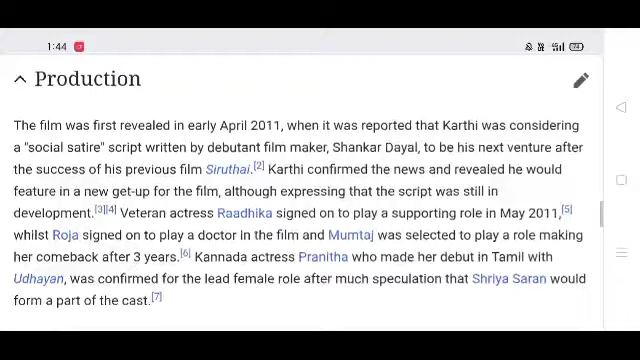 1:44
Production
The film was first revealed in early April 2011, when it was reported that Karthi was considering
a "social satire" script written by debutant film maker, Shankar Dayal, to be his next venture after
the success of his previous film Siruthai.[2] Karthi confirmed the news and revealed he would
feature in a new get-up for the film, although expressing that the script was still in
development.[3][4] Veteran actress Raadhika signed on to play a supporting role in May 2011,[5]
whilst Roja signed on to play a doctor in the film and Mumtaj was selected to play a role making
her comeback after 3 years.[6] Kannada actress Pranitha who made her debut in Tamil with
Udhayan, was confirmed for the lead female role after much speculation that Shriya Saran would
form a part of the cast.[7]